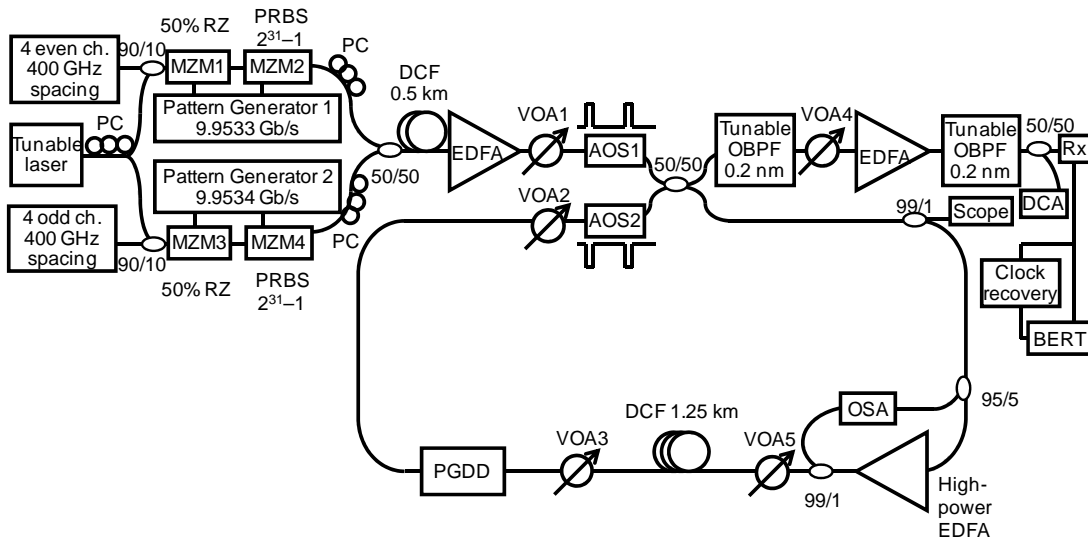 50% RZ
PRBS
2³¹–1
4 even ch.
400 GHz
spacing
90/10
MZM1
MZM2
PC
Pattern Generator 1
9.9533 Gb/s
Tunable
laser
PC
Pattern Generator 2
9.9534 Gb/s
4 odd ch.
400 GHz
spacing
90/10
MZM3
MZM4
PC
50% RZ
PRBS
2³¹–1
50/50
DCF
0.5 km
EDFA
VOA1
AOS1
VOA2
AOS2
50/50
Tunable
OBPF
0.2 nm
VOA4
EDFA
Tunable
OBPF
0.2 nm
50/50
Rx
DCA
99/1
Scope
Clock
recovery
BERT
95/5
OSA
High-
power
EDFA
99/1
VOA5
DCF 1.25 km
VOA3
PGDD